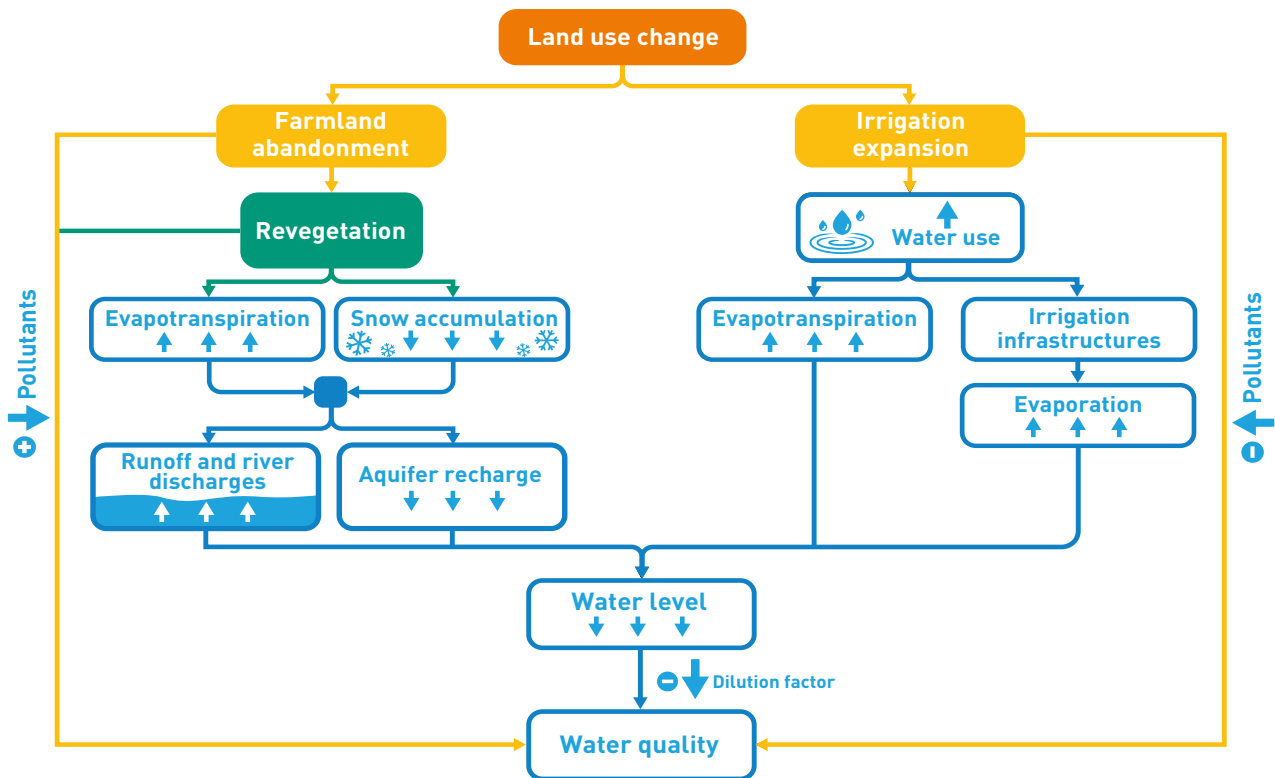 Land use change
Farmland
abandonment
Irrigation
expansion
Revegetation
Water use
Evapotranspiration
Snow accumulation
Evapotranspiration
Irrigation
infrastructures
Pollutants
Pollutants
Evaporation
Runoff and river
discharges
Aquifer recharge
Water level
Dilution factor
Water quality